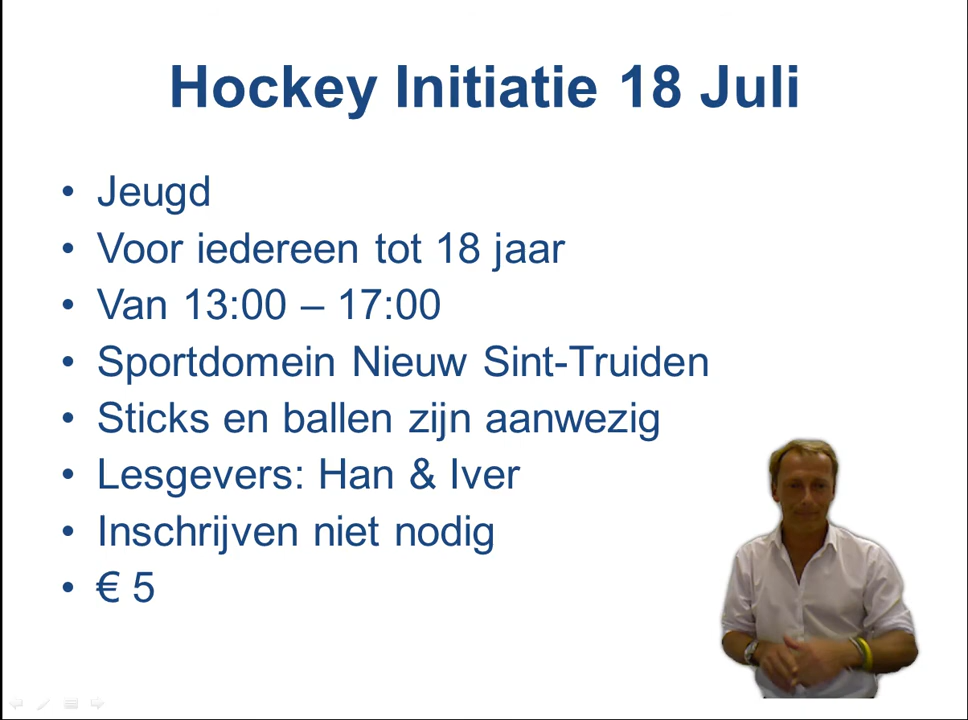 Hockey Initiatie 18 Juli
• Jeugd
• Voor iedereen tot 18 jaar
• Van 13:00 – 17:00
• Sportdomein Nieuw Sint-Truiden
• Sticks en ballen zijn aanwezig
• Lesgevers: Han & Iver
• Inschrijven niet nodig
• € 5